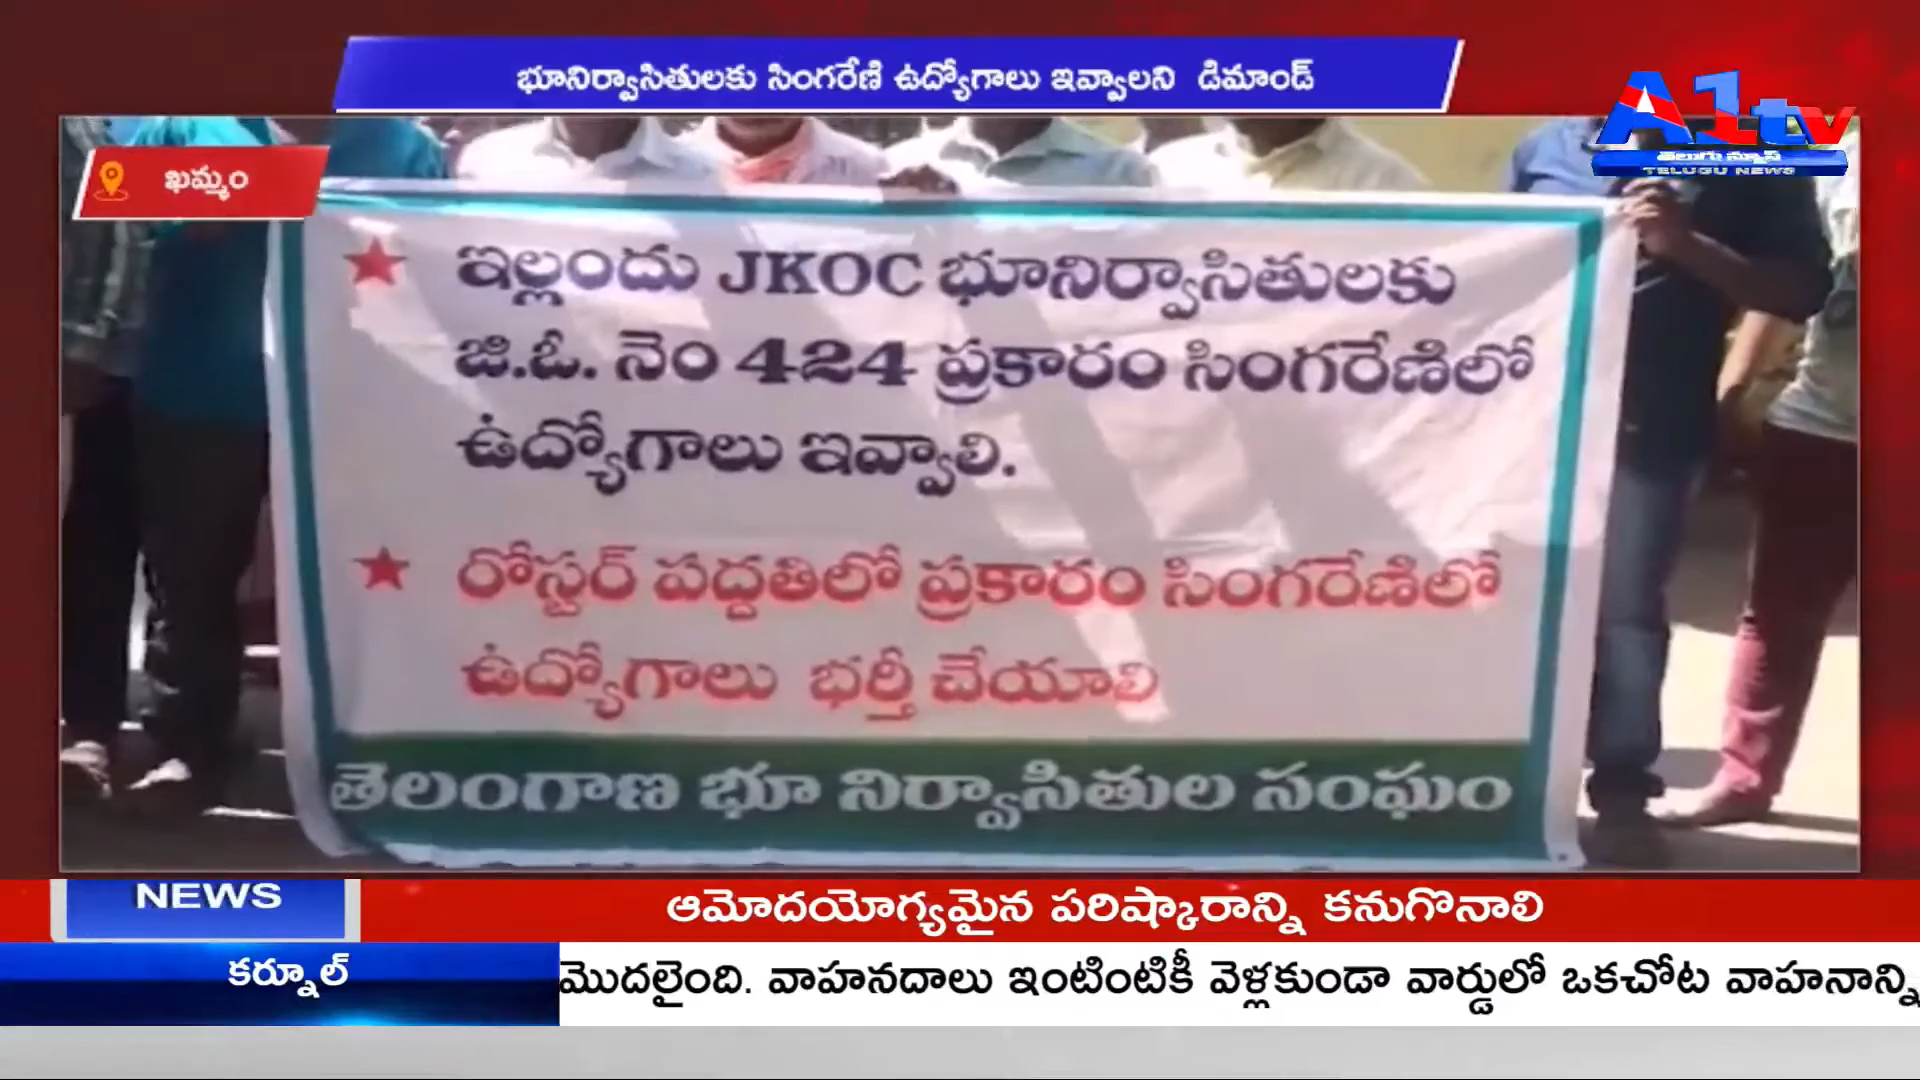 భూనిర్వాసితులకు సింగరేణి ఉద్యోగాలు ఇవ్వాలని డిమాండ్
A1tv
తెలుగు న్యూస్
TELUGU NEWS
ఖమ్మం
ఇల్లందు JKOC భూనిర్వాసితులకు
జి.ఓ. నెం 424 ప్రకారం సింగరేణిలో
ఉద్యోగాలు ఇవ్వాలి.
రోస్టర్ పద్దతిలో ప్రకారం సింగరేణిలో
ఉద్యోగాలు భర్తీ చేయాలి
తెలంగాణ భూ నిర్వాసితుల సంఘం
NEWS
ఆమోదయోగ్యమైన పరిష్కారాన్ని కనుగొనాలి
కర్నూల్
మొదలైంది. వాహనదాలు ఇంటింటికీ వెళ్లకుండా వార్డులో ఒకచోట వాహనాన్ని